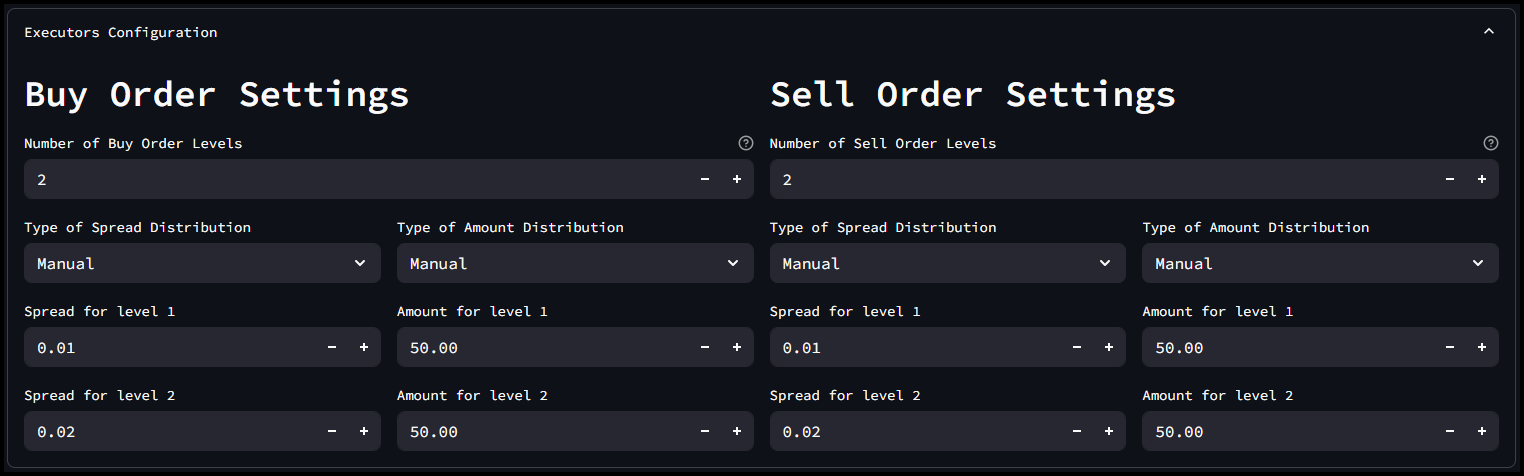 Executors Configuration
Buy Order Settings
Number of Buy Order Levels
2
Type of Spread Distribution
Type of Amount Distribution
Manual
Manual
Spread for level 1
Amount for level 1
0.01
50.00
Spread for level 2
Amount for level 2
0.02
50.00
Sell Order Settings
Number of Sell Order Levels
2
Type of Spread Distribution
Type of Amount Distribution
Manual
Manual
Spread for level 1
Amount for level 1
0.01
50.00
Spread for level 2
Amount for level 2
0.02
50.00